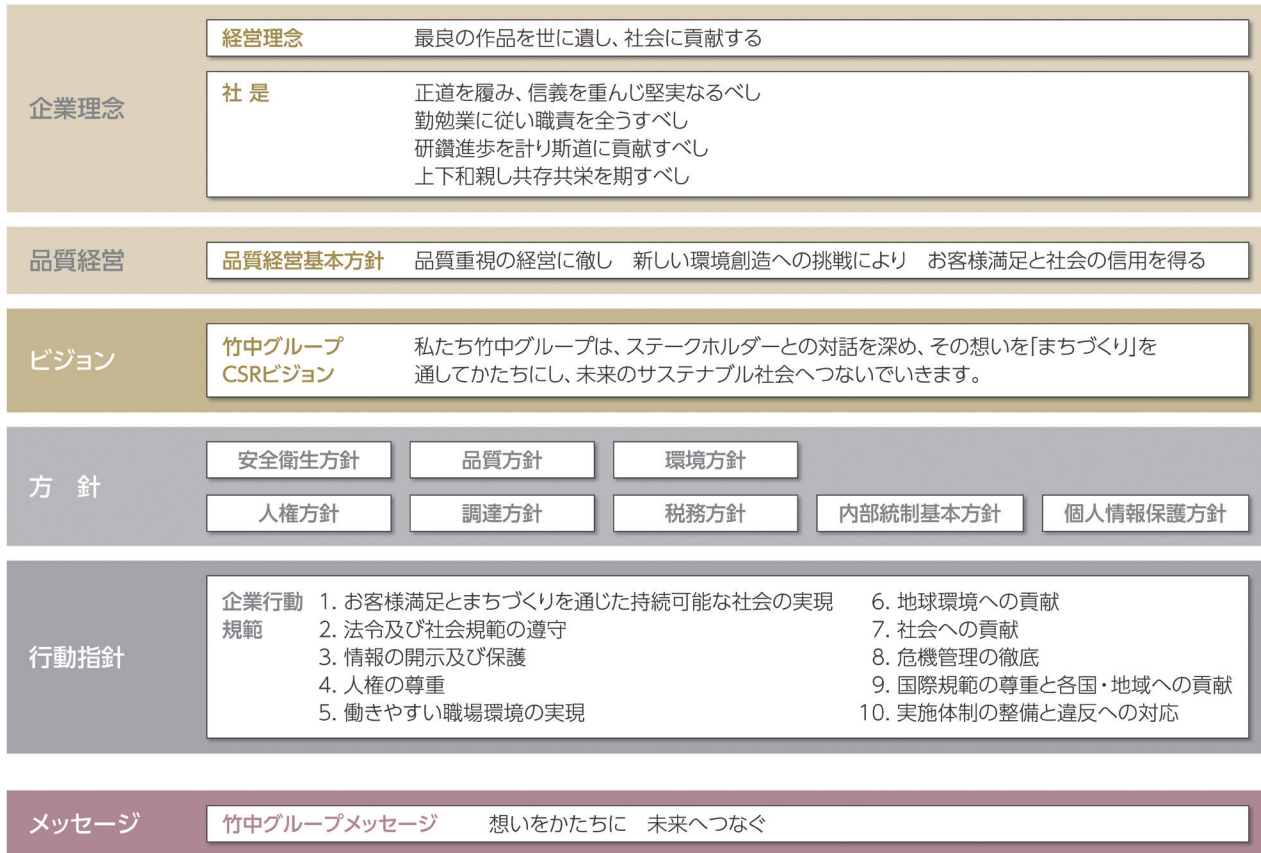 企業理念
経営理念 最良の作品を世に遺し、社会に貢献する
社 是 正道を履み、信義を重んじ堅実なるべし
勤勉業に従い職責を全うすべし
研鑽進歩を計り斯道に貢献すべし
上下和親し共存共栄を期すべし
品質経営
品質経営基本方針 品質重視の経営に徹し 新しい環境創造への挑戦により お客様満足と社会の信用を得る
ビジョン
竹中グループ
CSRビジョン
私たち竹中グループは、ステークホルダーとの対話を深め、その想いを「まちづくり」を
通してかたちにし、未来のサステナブル社会へつないでいきます。
方 針
安全衛生方針 品質方針 環境方針
人権方針 調達方針 税務方針 内部統制基本方針 個人情報保護方針
行動指針
企業行動
規範
1. お客様満足とまちづくりを通じた持続可能な社会の実現
2. 法令及び社会規範の遵守
3. 情報の開示及び保護
4. 人権の尊重
5. 働きやすい職場環境の実現
6. 地球環境への貢献
7. 社会への貢献
8. 危機管理の徹底
9. 国際規範の尊重と各国・地域への貢献
10. 実施体制の整備と違反への対応
メッセージ
竹中グループメッセージ 想いをかたちに 未来へつなぐ